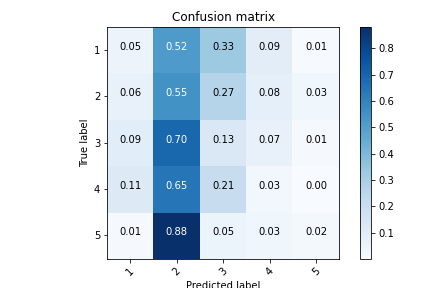 Confusion matrix
True label
1 0.05 0.52 0.33 0.09 0.01
2 0.06 0.55 0.27 0.08 0.03
3 0.09 0.70 0.13 0.07 0.01
4 0.11 0.65 0.21 0.03 0.00
5 0.01 0.88 0.05 0.03 0.02
1 2 3 4 5
Predicted label
0.8
0.7
0.6
0.5
0.4
0.3
0.2
0.1